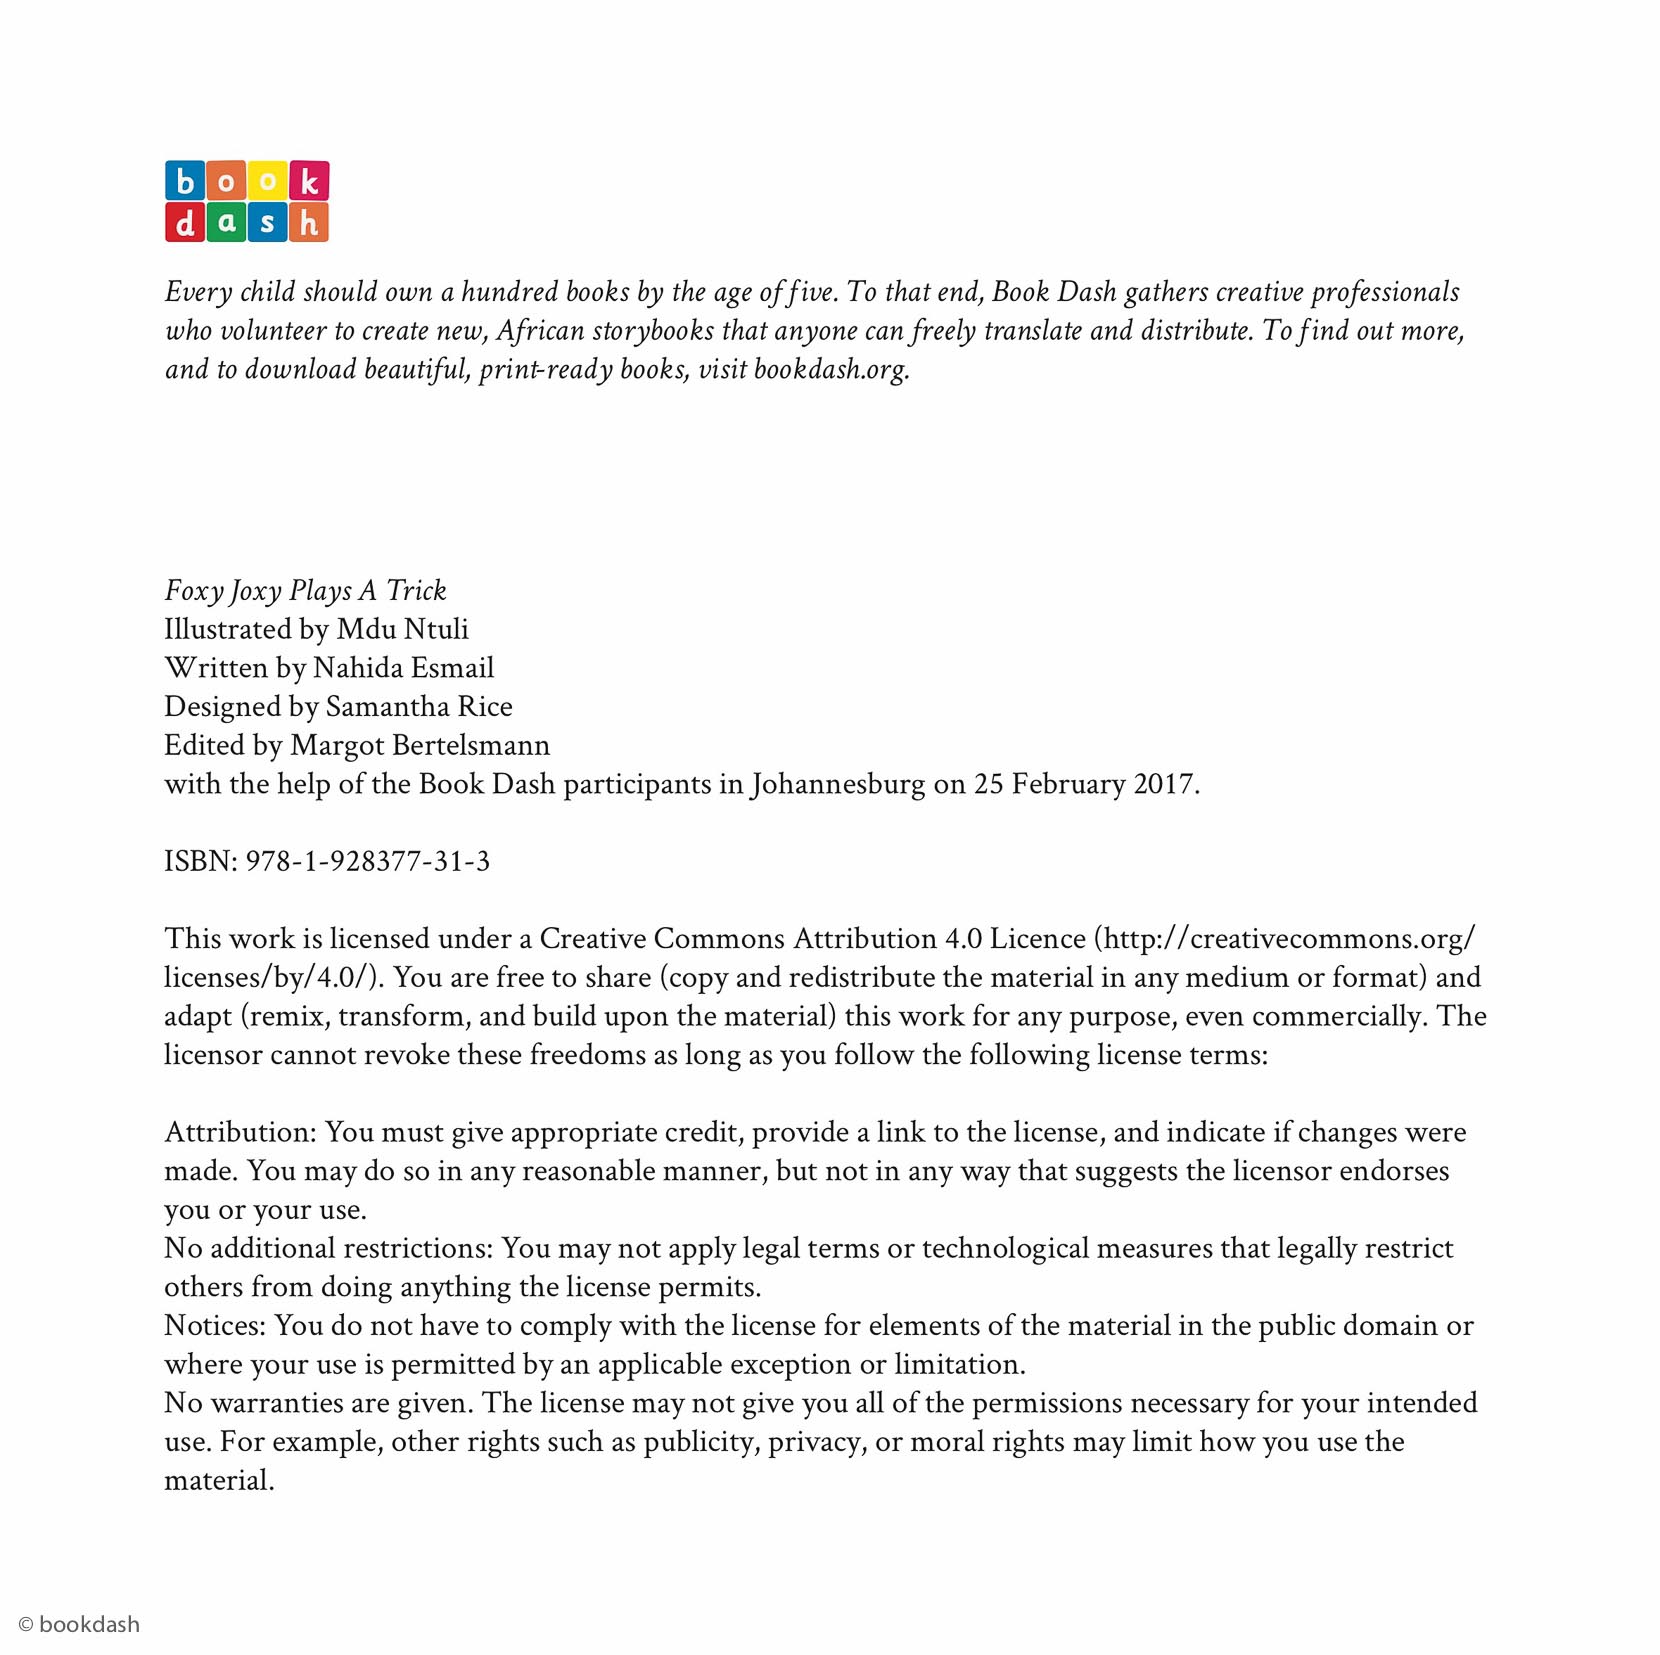 book
dash
Every child should own a hundred books by the age of five. To that end, Book Dash gathers creative professionals
who volunteer to create new, African storybooks that anyone can freely translate and distribute. To find out more,
and to download beautiful, print-ready books, visit bookdash.org.
Foxy Joxy Plays A Trick
Illustrated by Mdu Ntuli
Written by Nahida Esmail
Designed by Samantha Rice
Edited by Margot Bertelsmann
with the help of the Book Dash participants in Johannesburg on 25 February 2017.
ISBN: 978-1-928377-31-3
This work is licensed under a Creative Commons Attribution 4.0 Licence (http://creativecommons.org/
licenses/by/4.0/). You are free to share (copy and redistribute the material in any medium or format) and
adapt (remix, transform, and build upon the material) this work for any purpose, even commercially. The
licensor cannot revoke these freedoms as long as you follow the following license terms:
Attribution: You must give appropriate credit, provide a link to the license, and indicate if changes were
made. You may do so in any reasonable manner, but not in any way that suggests the licensor endorses
you or your use.
No additional restrictions: You may not apply legal terms or technological measures that legally restrict
others from doing anything the license permits.
Notices: You do not have to comply with the license for elements of the material in the public domain or
where your use is permitted by an applicable exception or limitation.
No warranties are given. The license may not give you all of the permissions necessary for your intended
use. For example, other rights such as publicity, privacy, or moral rights may limit how you use the
material.
© bookdash